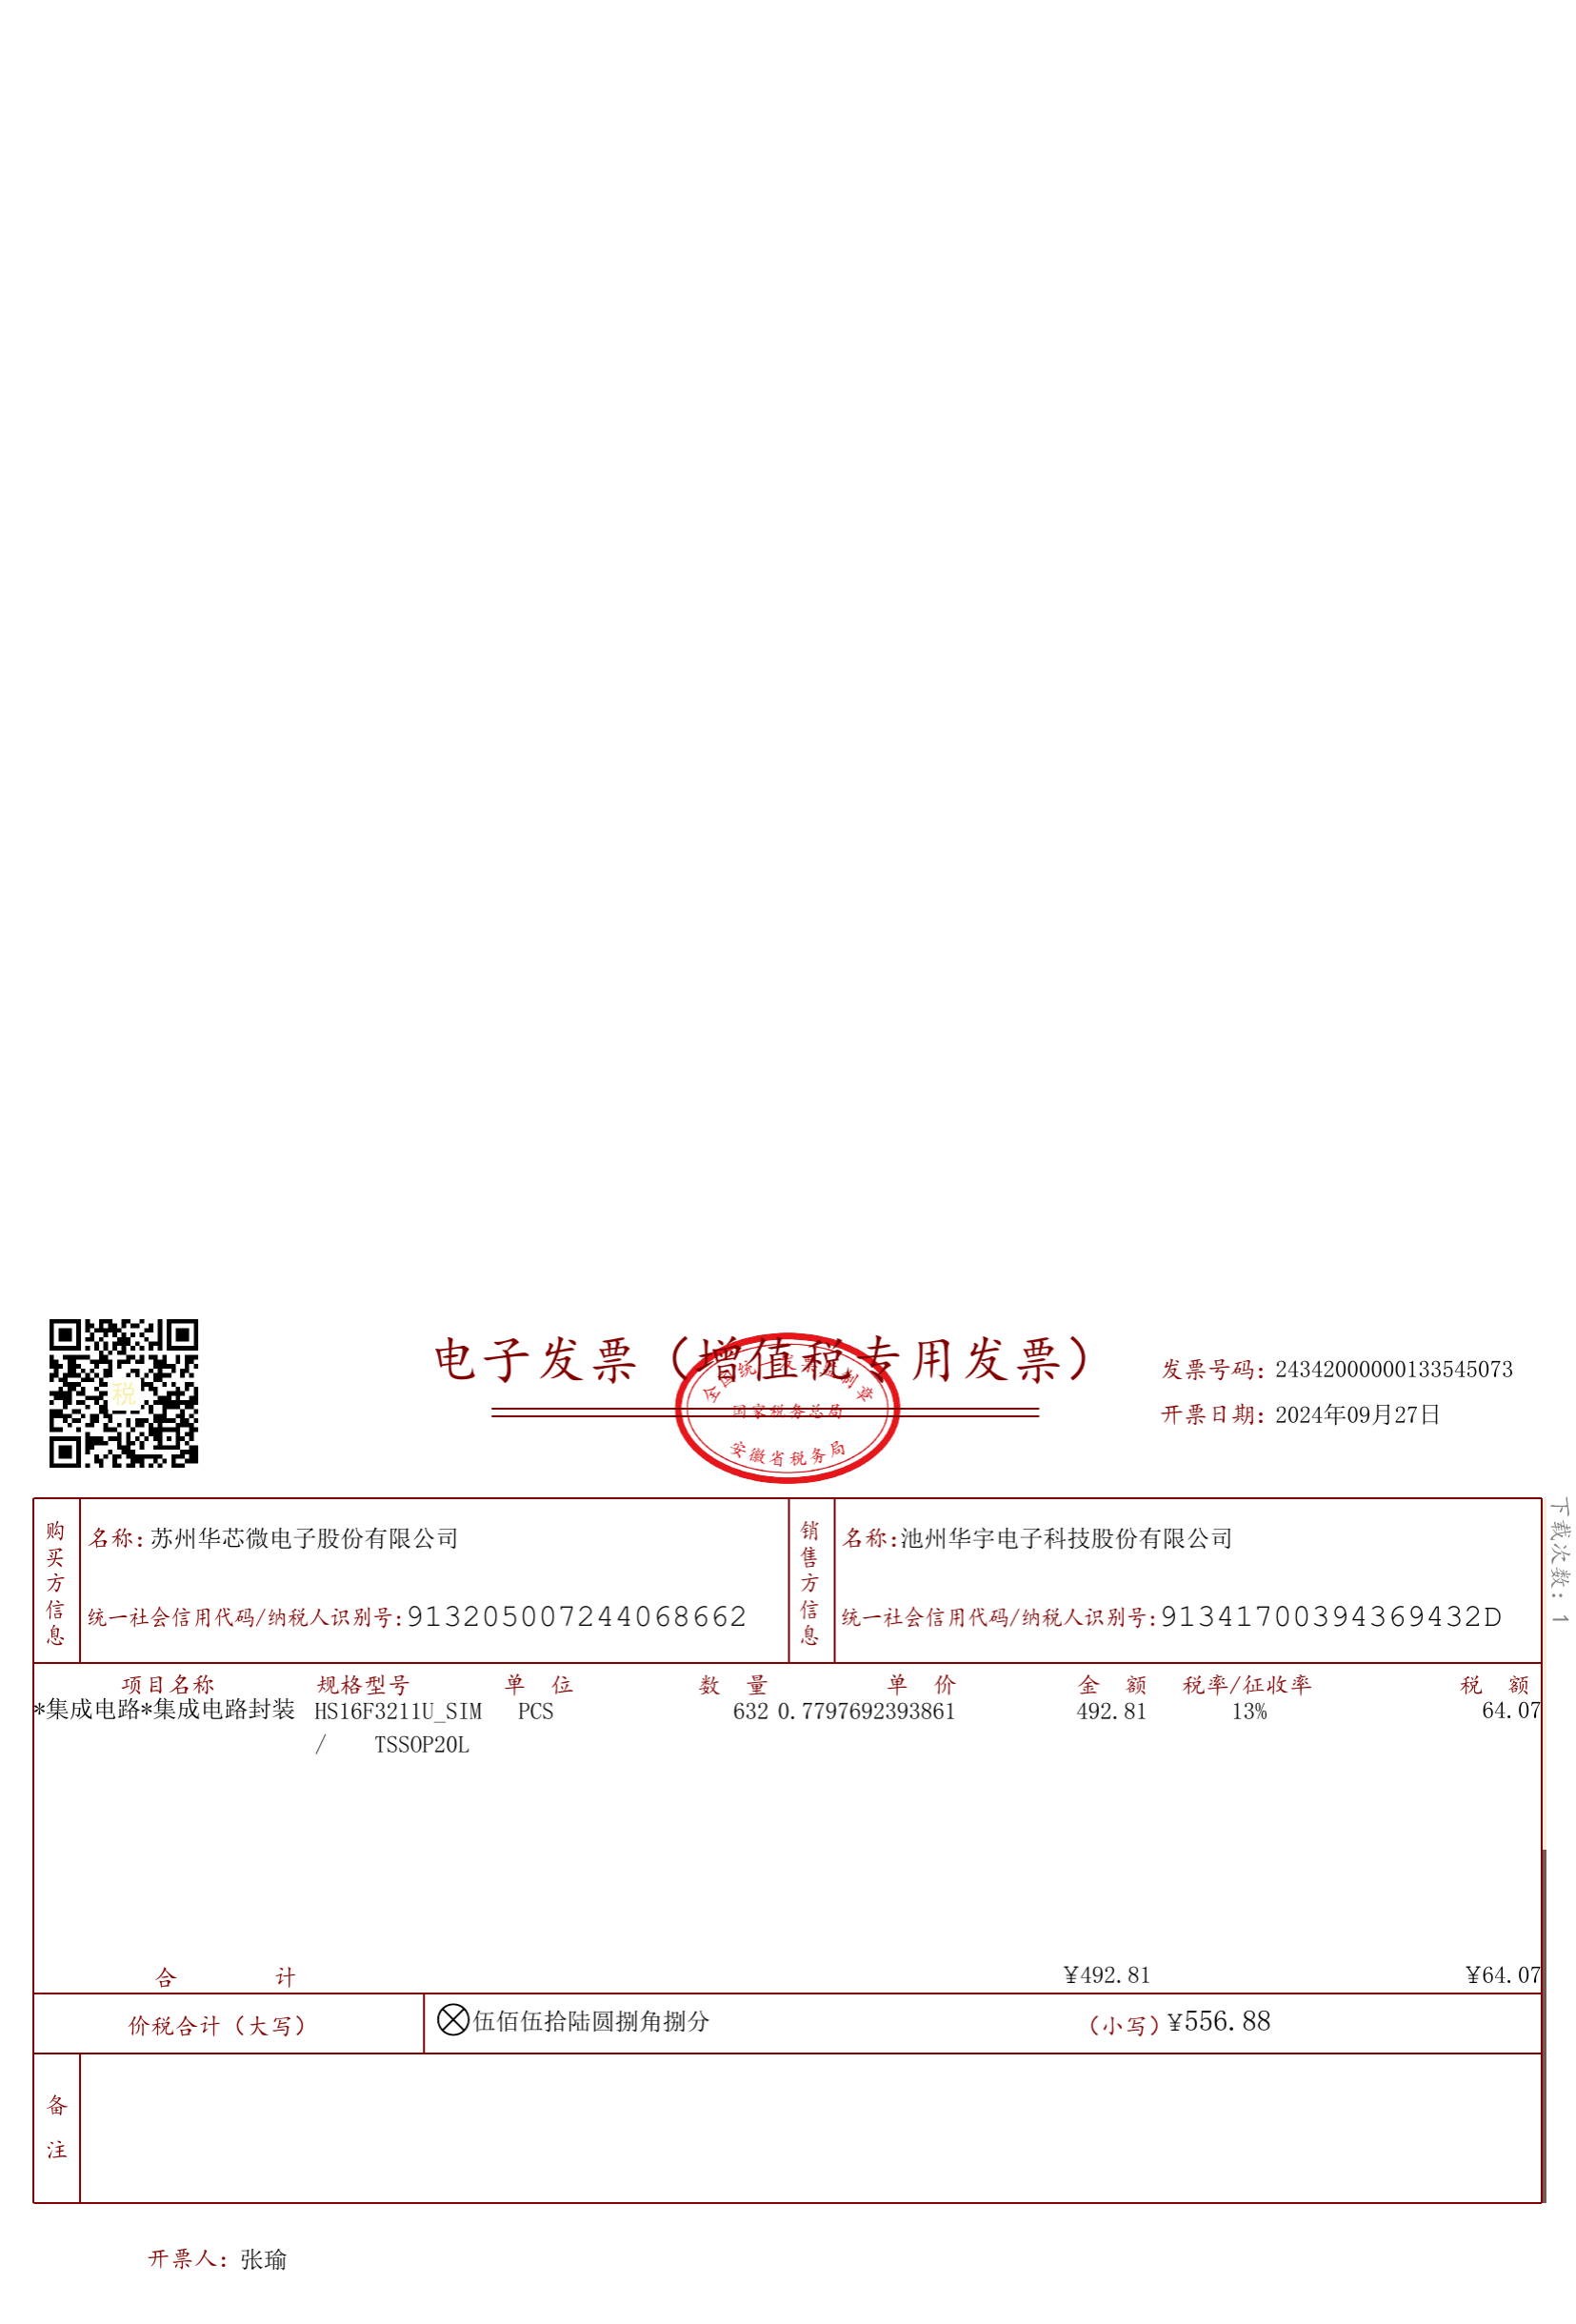 电子发票（增值税专用发票）
全国统一发票监制章
国家税务总局
安徽省税务局
税
发票号码：24342000000133545073
开票日期：2024年09月27日
下载次数：1
购买方信息
名称：苏州华芯微电子股份有限公司
统一社会信用代码/纳税人识别号：913205007244068662
销售方信息
名称：池州华宇电子科技股份有限公司
统一社会信用代码/纳税人识别号：91341700394369432D
项目名称 规格型号 单 位 数 量 单 价 金 额 税率/征收率 税 额
*集成电路*集成电路封装 HS16F3211U_SIM PCS 632 0.7797692393861 492.81 13% 64.07
/ TSSOP20L
合 计 ¥492.81 ¥64.07
价税合计（大写） 伍佰伍拾陆圆捌角捌分 （小写）¥556.88
备注
开票人：张瑜